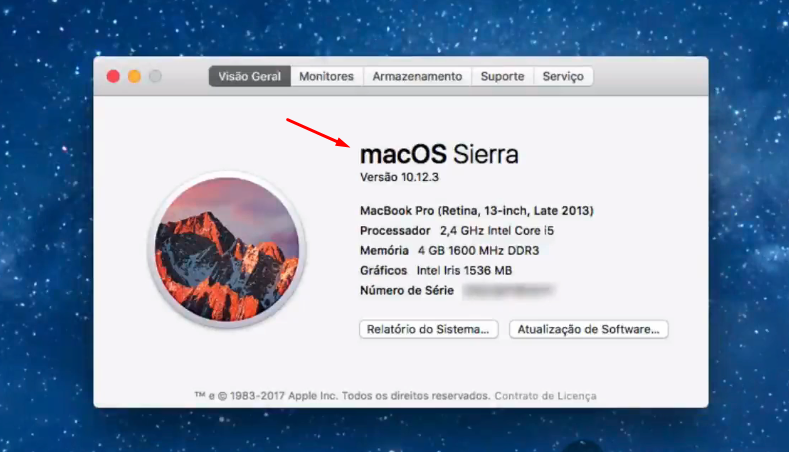 Visão Geral Monitores Armazenamento Suporte Serviço
macOS Sierra
Versão 10.12.3
MacBook Pro (Retina, 13-inch, Late 2013)
Processador 2,4 GHz Intel Core i5
Memória 4 GB 1600 MHz DDR3
Gráficos Intel Iris 1536 MB
Número de Série
Relatório do Sistema... Atualização de Software...
™ e © 1983-2017 Apple Inc. Todos os direitos reservados. Contrato de Licença